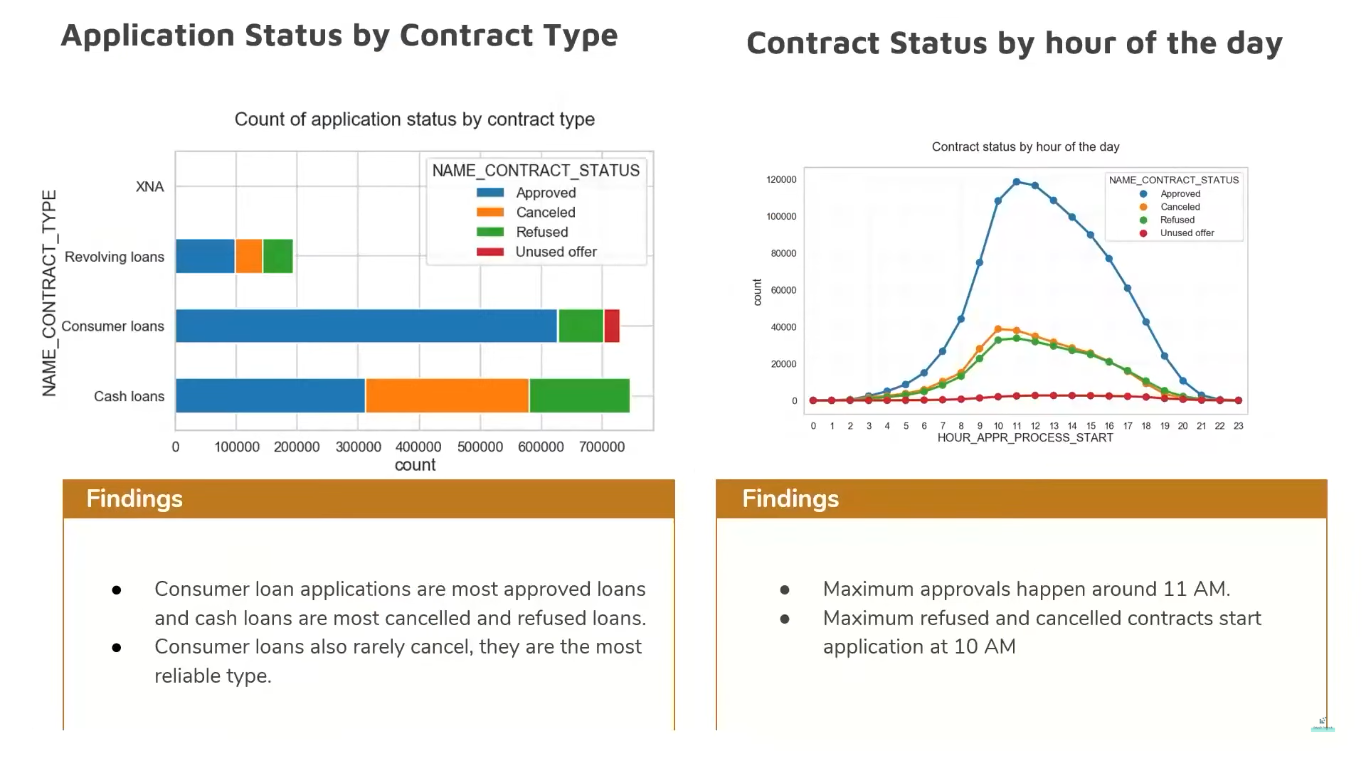 Application Status by Contract Type
Count of application status by contract type
NAME_CONTRACT_TYPE
XNA
Revolving loans
Consumer loans
Cash loans
NAME_CONTRACT_STATUS
Approved
Canceled
Refused
Unused offer
0 100000 200000 300000 400000 500000 600000 700000
count
Findings
● Consumer loan applications are most approved loans
and cash loans are most cancelled and refused loans.
● Consumer loans also rarely cancel, they are the most
reliable type.
Contract Status by hour of the day
Contract status by hour of the day
count
120000
100000
80000
60000
40000
20000
0
NAME_CONTRACT_STATUS
Approved
Canceled
Refused
Unused offer
0 1 2 3 4 5 6 7 8 9 10 11 12 13 14 15 16 17 18 19 20 21 22 23
HOUR_APPR_PROCESS_START
Findings
● Maximum approvals happen around 11 AM.
● Maximum refused and cancelled contracts start
application at 10 AM